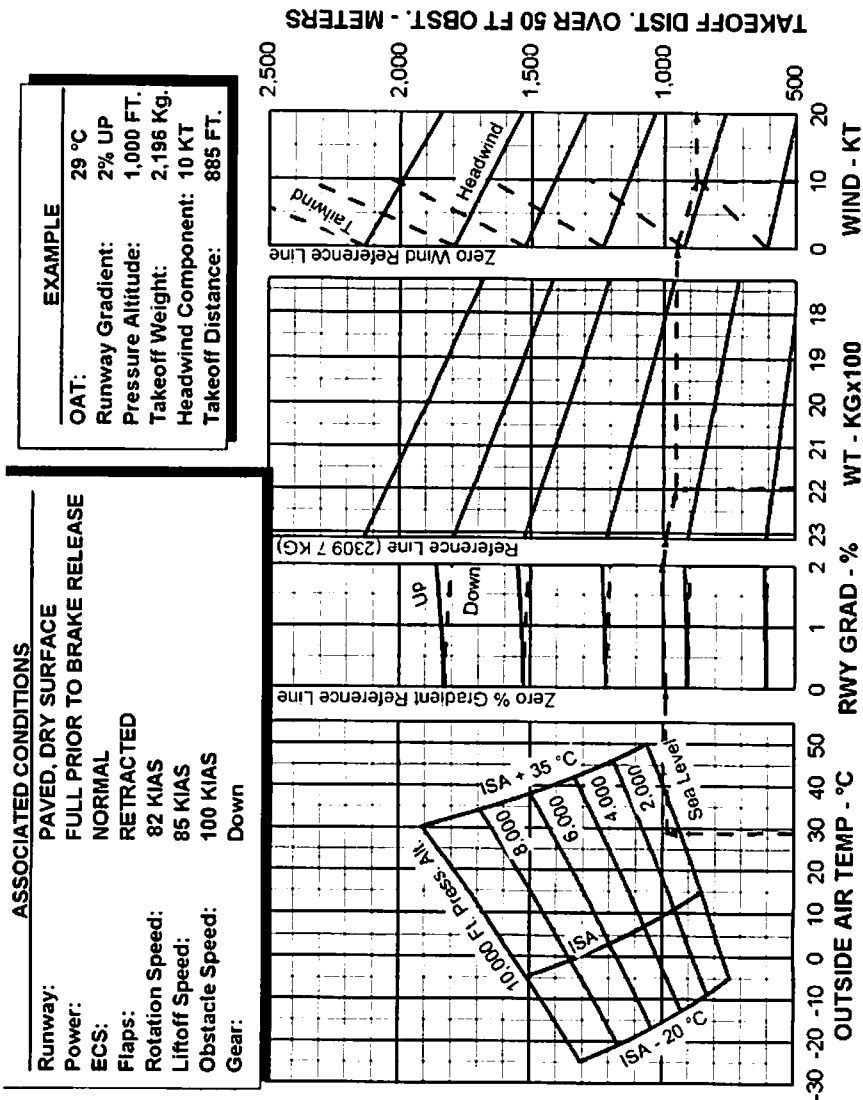 ASSOCIATED CONDITIONS
Runway: PAVED, DRY SURFACE
Power: FULL PRIOR TO BRAKE RELEASE
ECS: NORMAL
Flaps: RETRACTED
Rotation Speed: 82 KIAS
Liftoff Speed: 85 KIAS
Obstacle Speed: 100 KIAS
Gear: Down
EXAMPLE
OAT: 29 °C
Runway Gradient: 2% UP
Pressure Altitude: 1,000 FT.
Takeoff Weight: 2,196 Kg.
Headwind Component: 10 KT
Takeoff Distance: 885 FT.
10,000 Ft. Press. Alt.
8,000
6,000
4,000
2,000
Sea Level
ISA + 35 °C
ISA
ISA - 20 °C
Zero % Gradient Reference Line
Up
Down
Reference Line (2309.7 KG)
Zero Wind Reference Line
Tailwind
Headwind
2,500
2,000
1,500
1,000
500
TAKEOFF DIST. OVER 50 FT OBST. - METERS
-30 -20 -10 0 10 20 30 40 50
OUTSIDE AIR TEMP - °C
0 1 2
RWY GRAD - %
23 22 21 20 19 18
WT - KGx100
0 10 20
WIND - KT